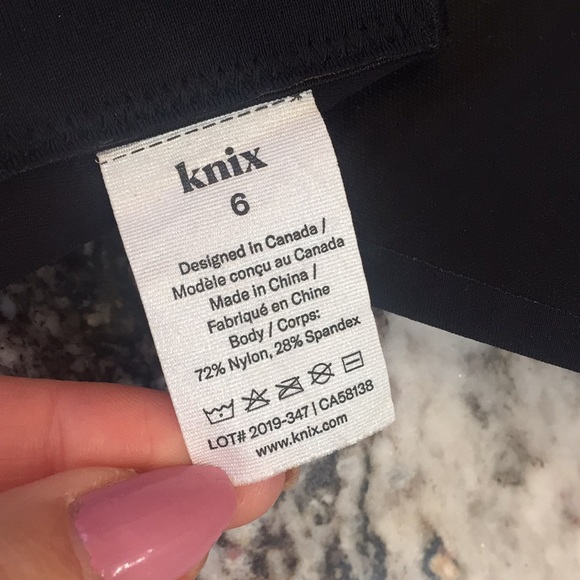 knix
6
Designed in Canada /
Modèle conçu au Canada
Made in China /
Fabriqué en Chine
Body / Corps:
72% Nylon, 28% Spandex
LOT# 2019-347 | CA58138
www.knix.com